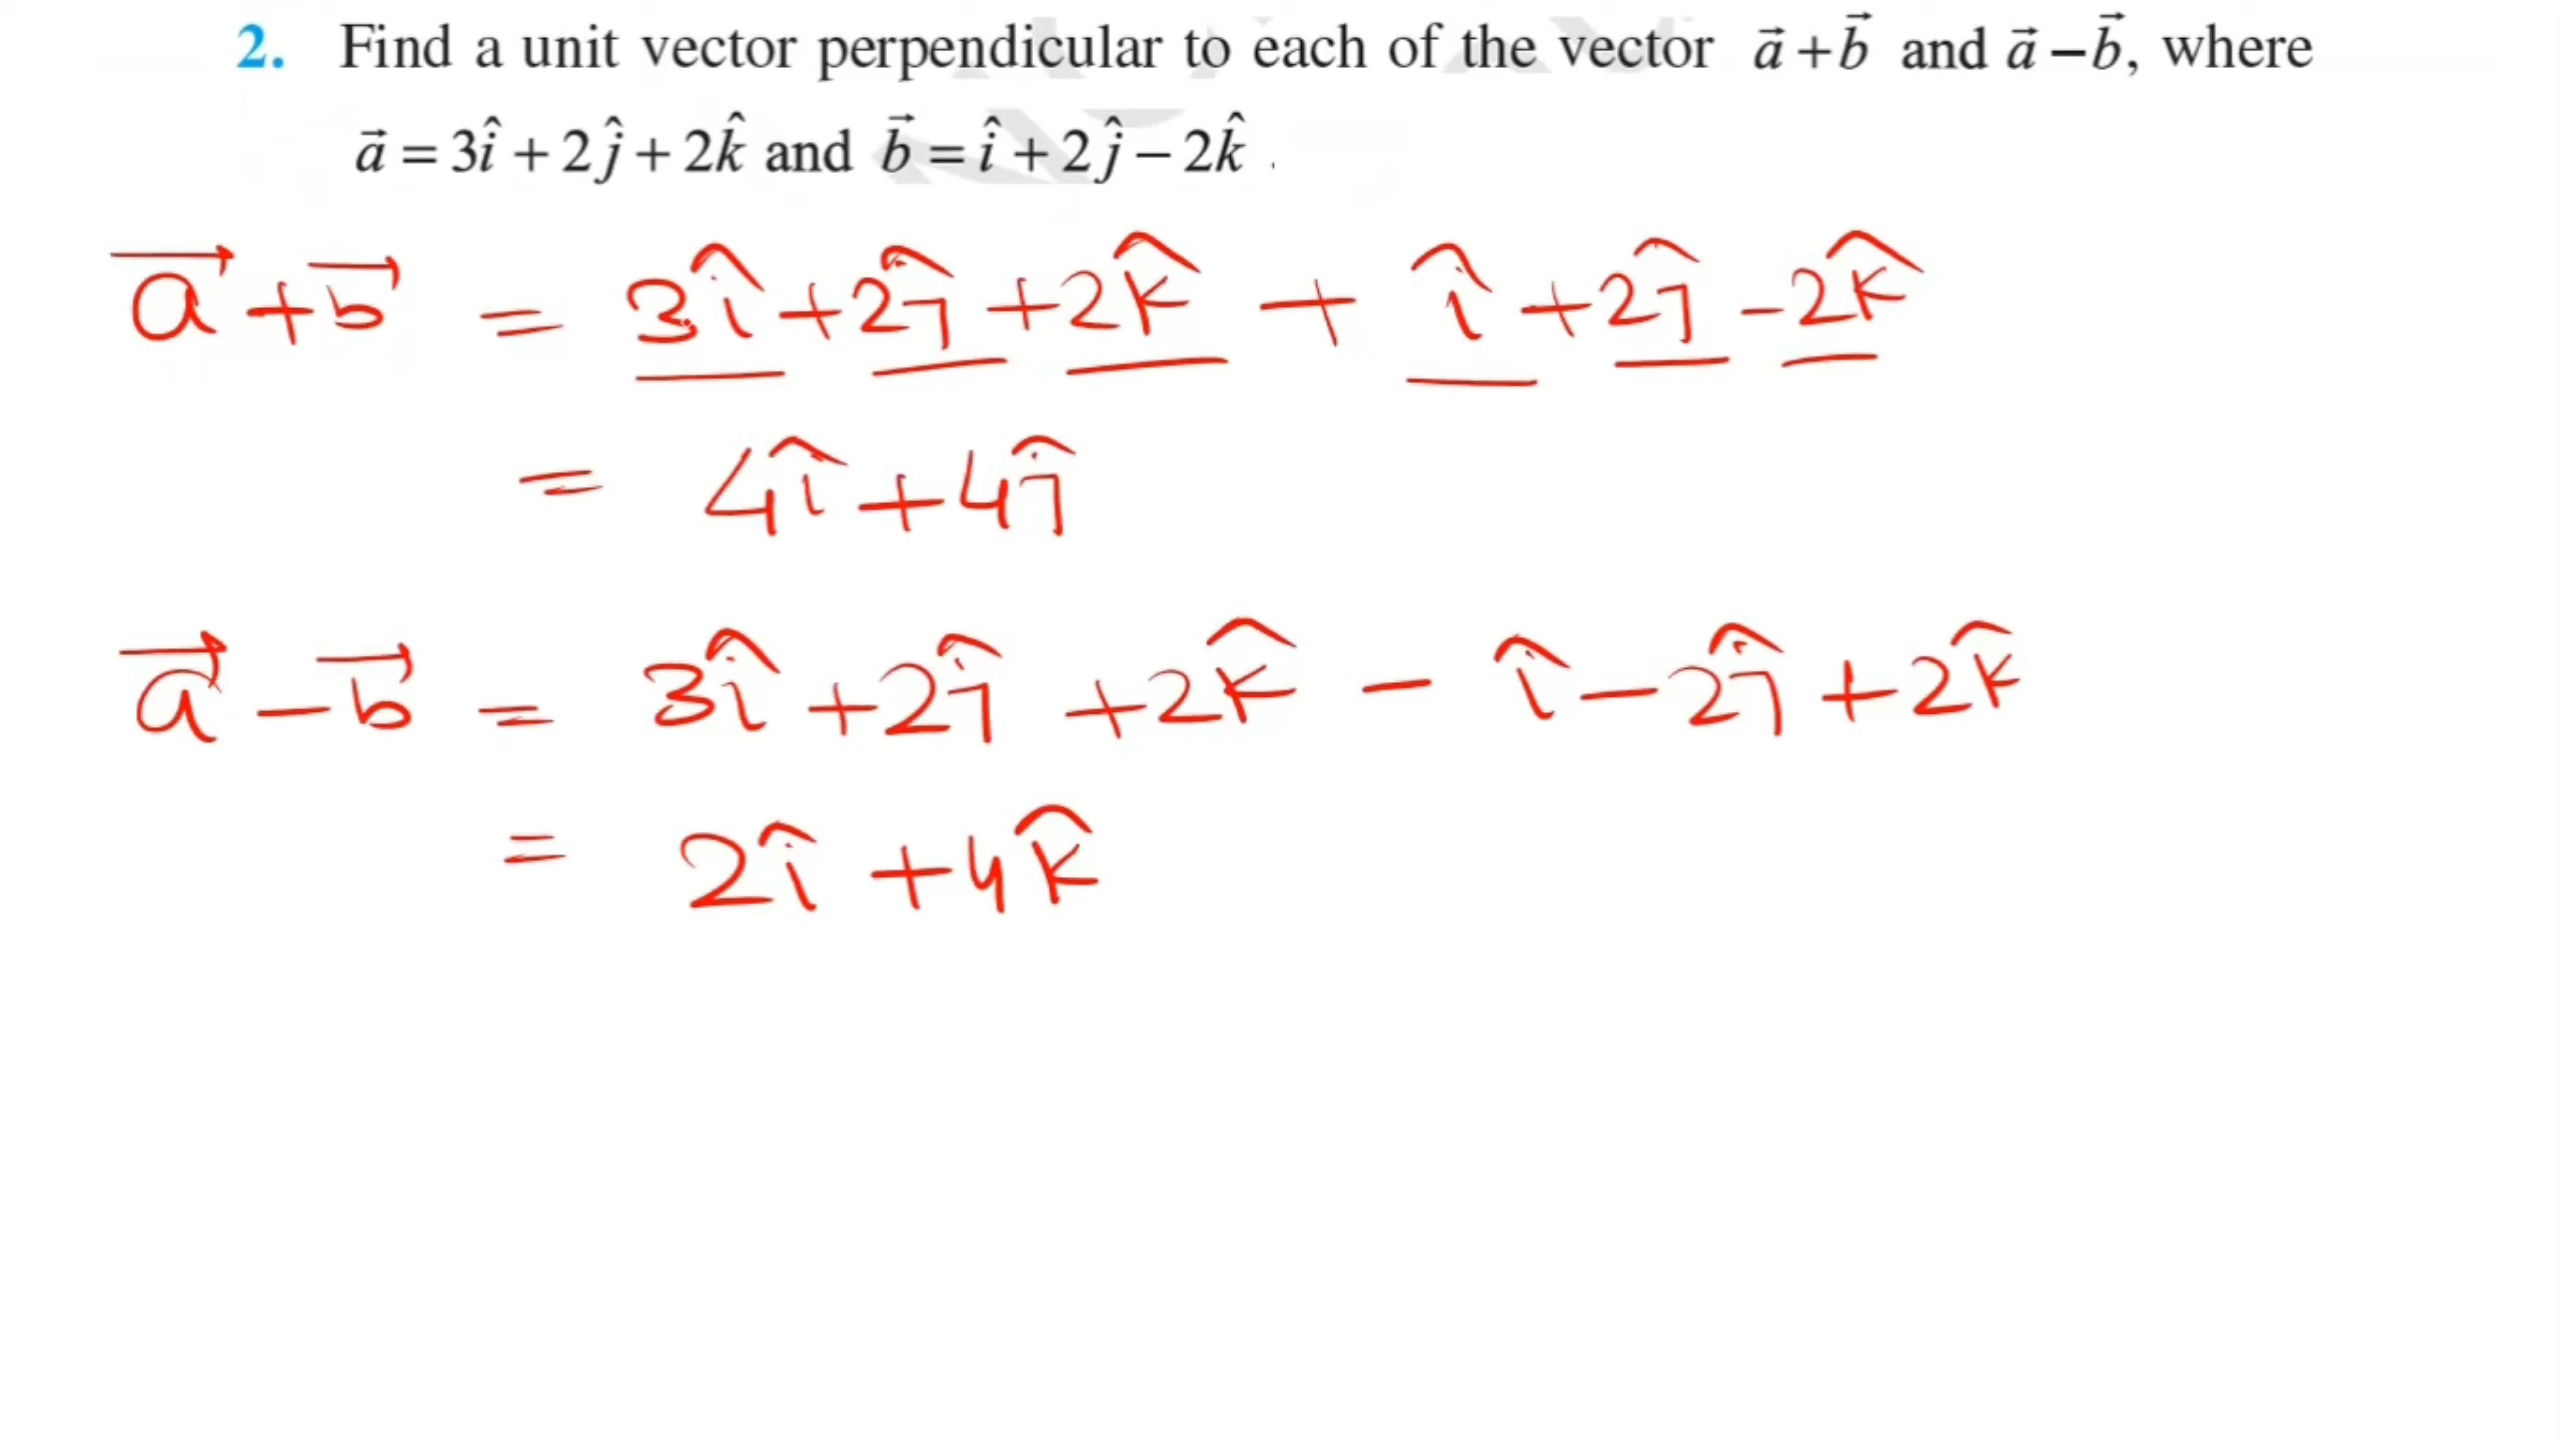 2. Find a unit vector perpendicular to each of the vector a⃗ + b⃗ and a⃗ − b⃗, where
a⃗ = 3î + 2ĵ + 2k̂ and b⃗ = î + 2ĵ − 2k̂ .
a⃗ + b⃗ = 3î + 2ĵ + 2k̂ + î + 2ĵ − 2k̂
= 4î + 4ĵ
a⃗ − b⃗ = 3î + 2ĵ + 2k̂ − î − 2ĵ + 2k̂
= 2î + 4k̂